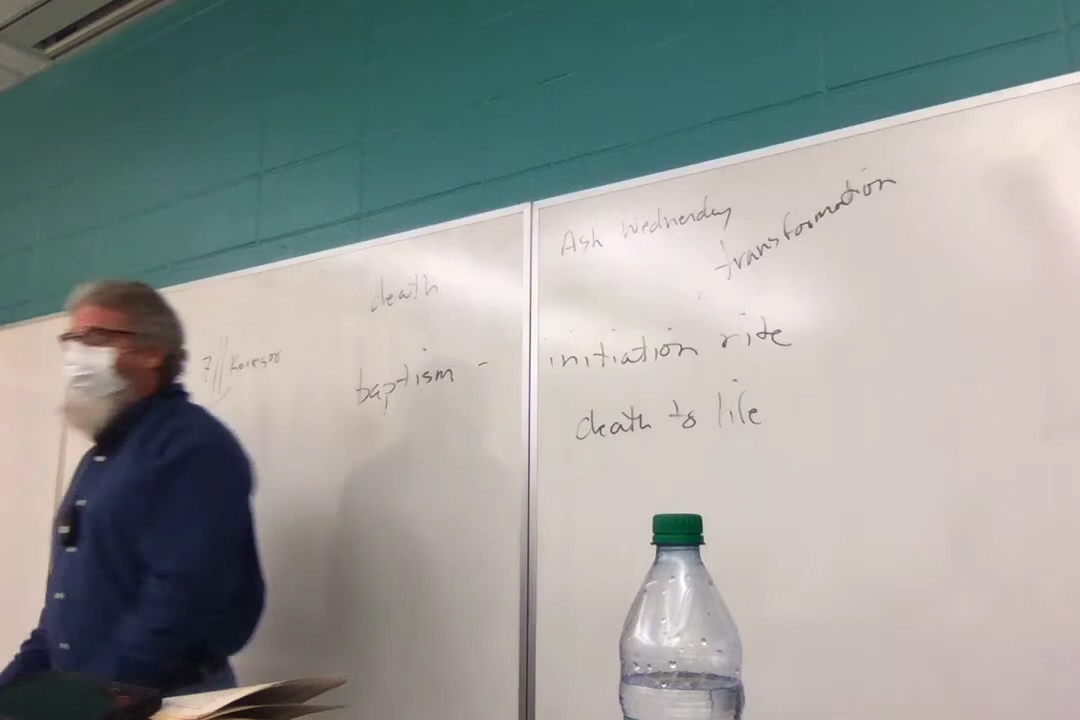 Ash Wednesday
transformation
death
initiation rite
baptism -
death to life